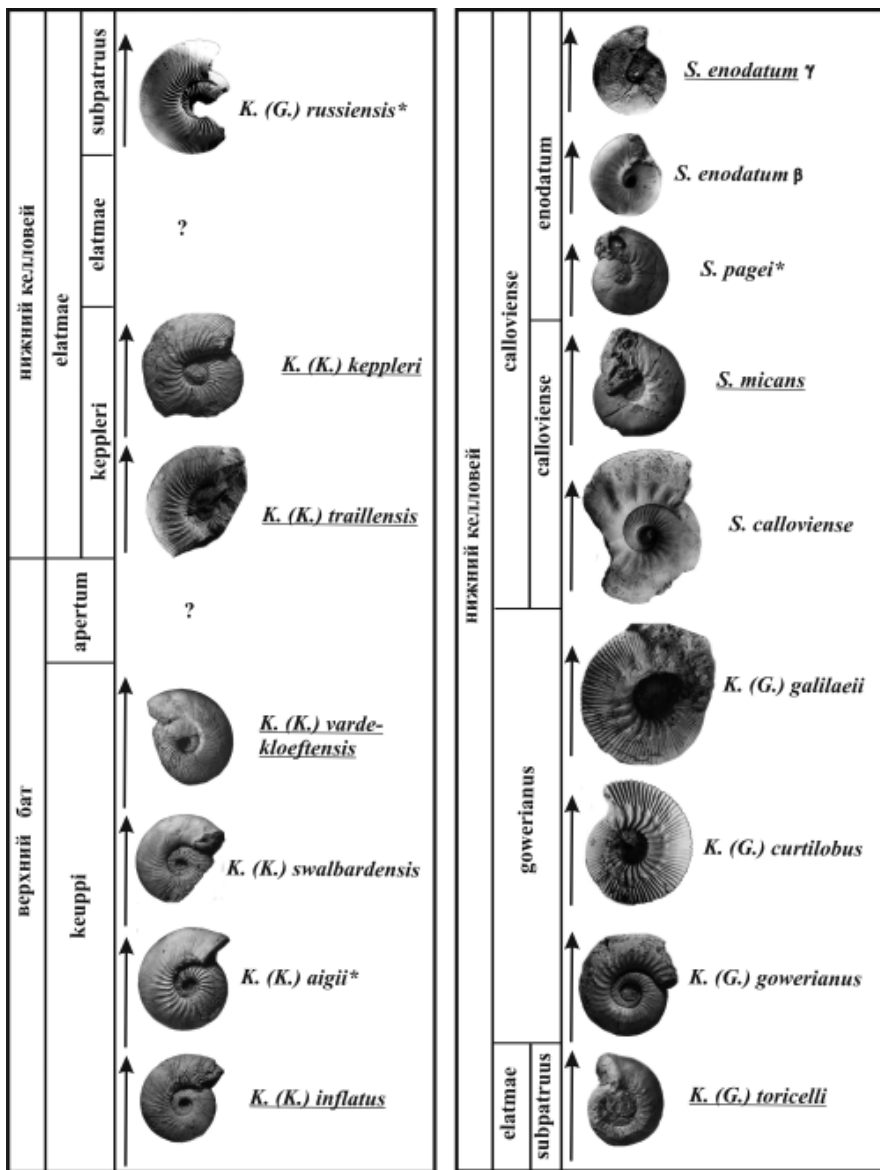 нижний келловей
elatmae
subpatruus
K. (G.) russiensis*
elatmae
?
keppleri
K. (K.) keppleri
K. (K.) traillensis
верхний бат
apertum
?
keuppi
K. (K.) varde-
kloeftensis
K. (K.) swalbardensis
K. (K.) aigii*
K. (K.) inflatus
нижний келловей
calloviense
enodatum
S. enodatum γ
S. enodatum β
S. pagei*
calloviense
S. micans
S. calloviense
gowerianus
K. (G.) galilaeii
K. (G.) curtilobus
K. (G.) gowerianus
elatmae
subpatruus
K. (G.) toricelli